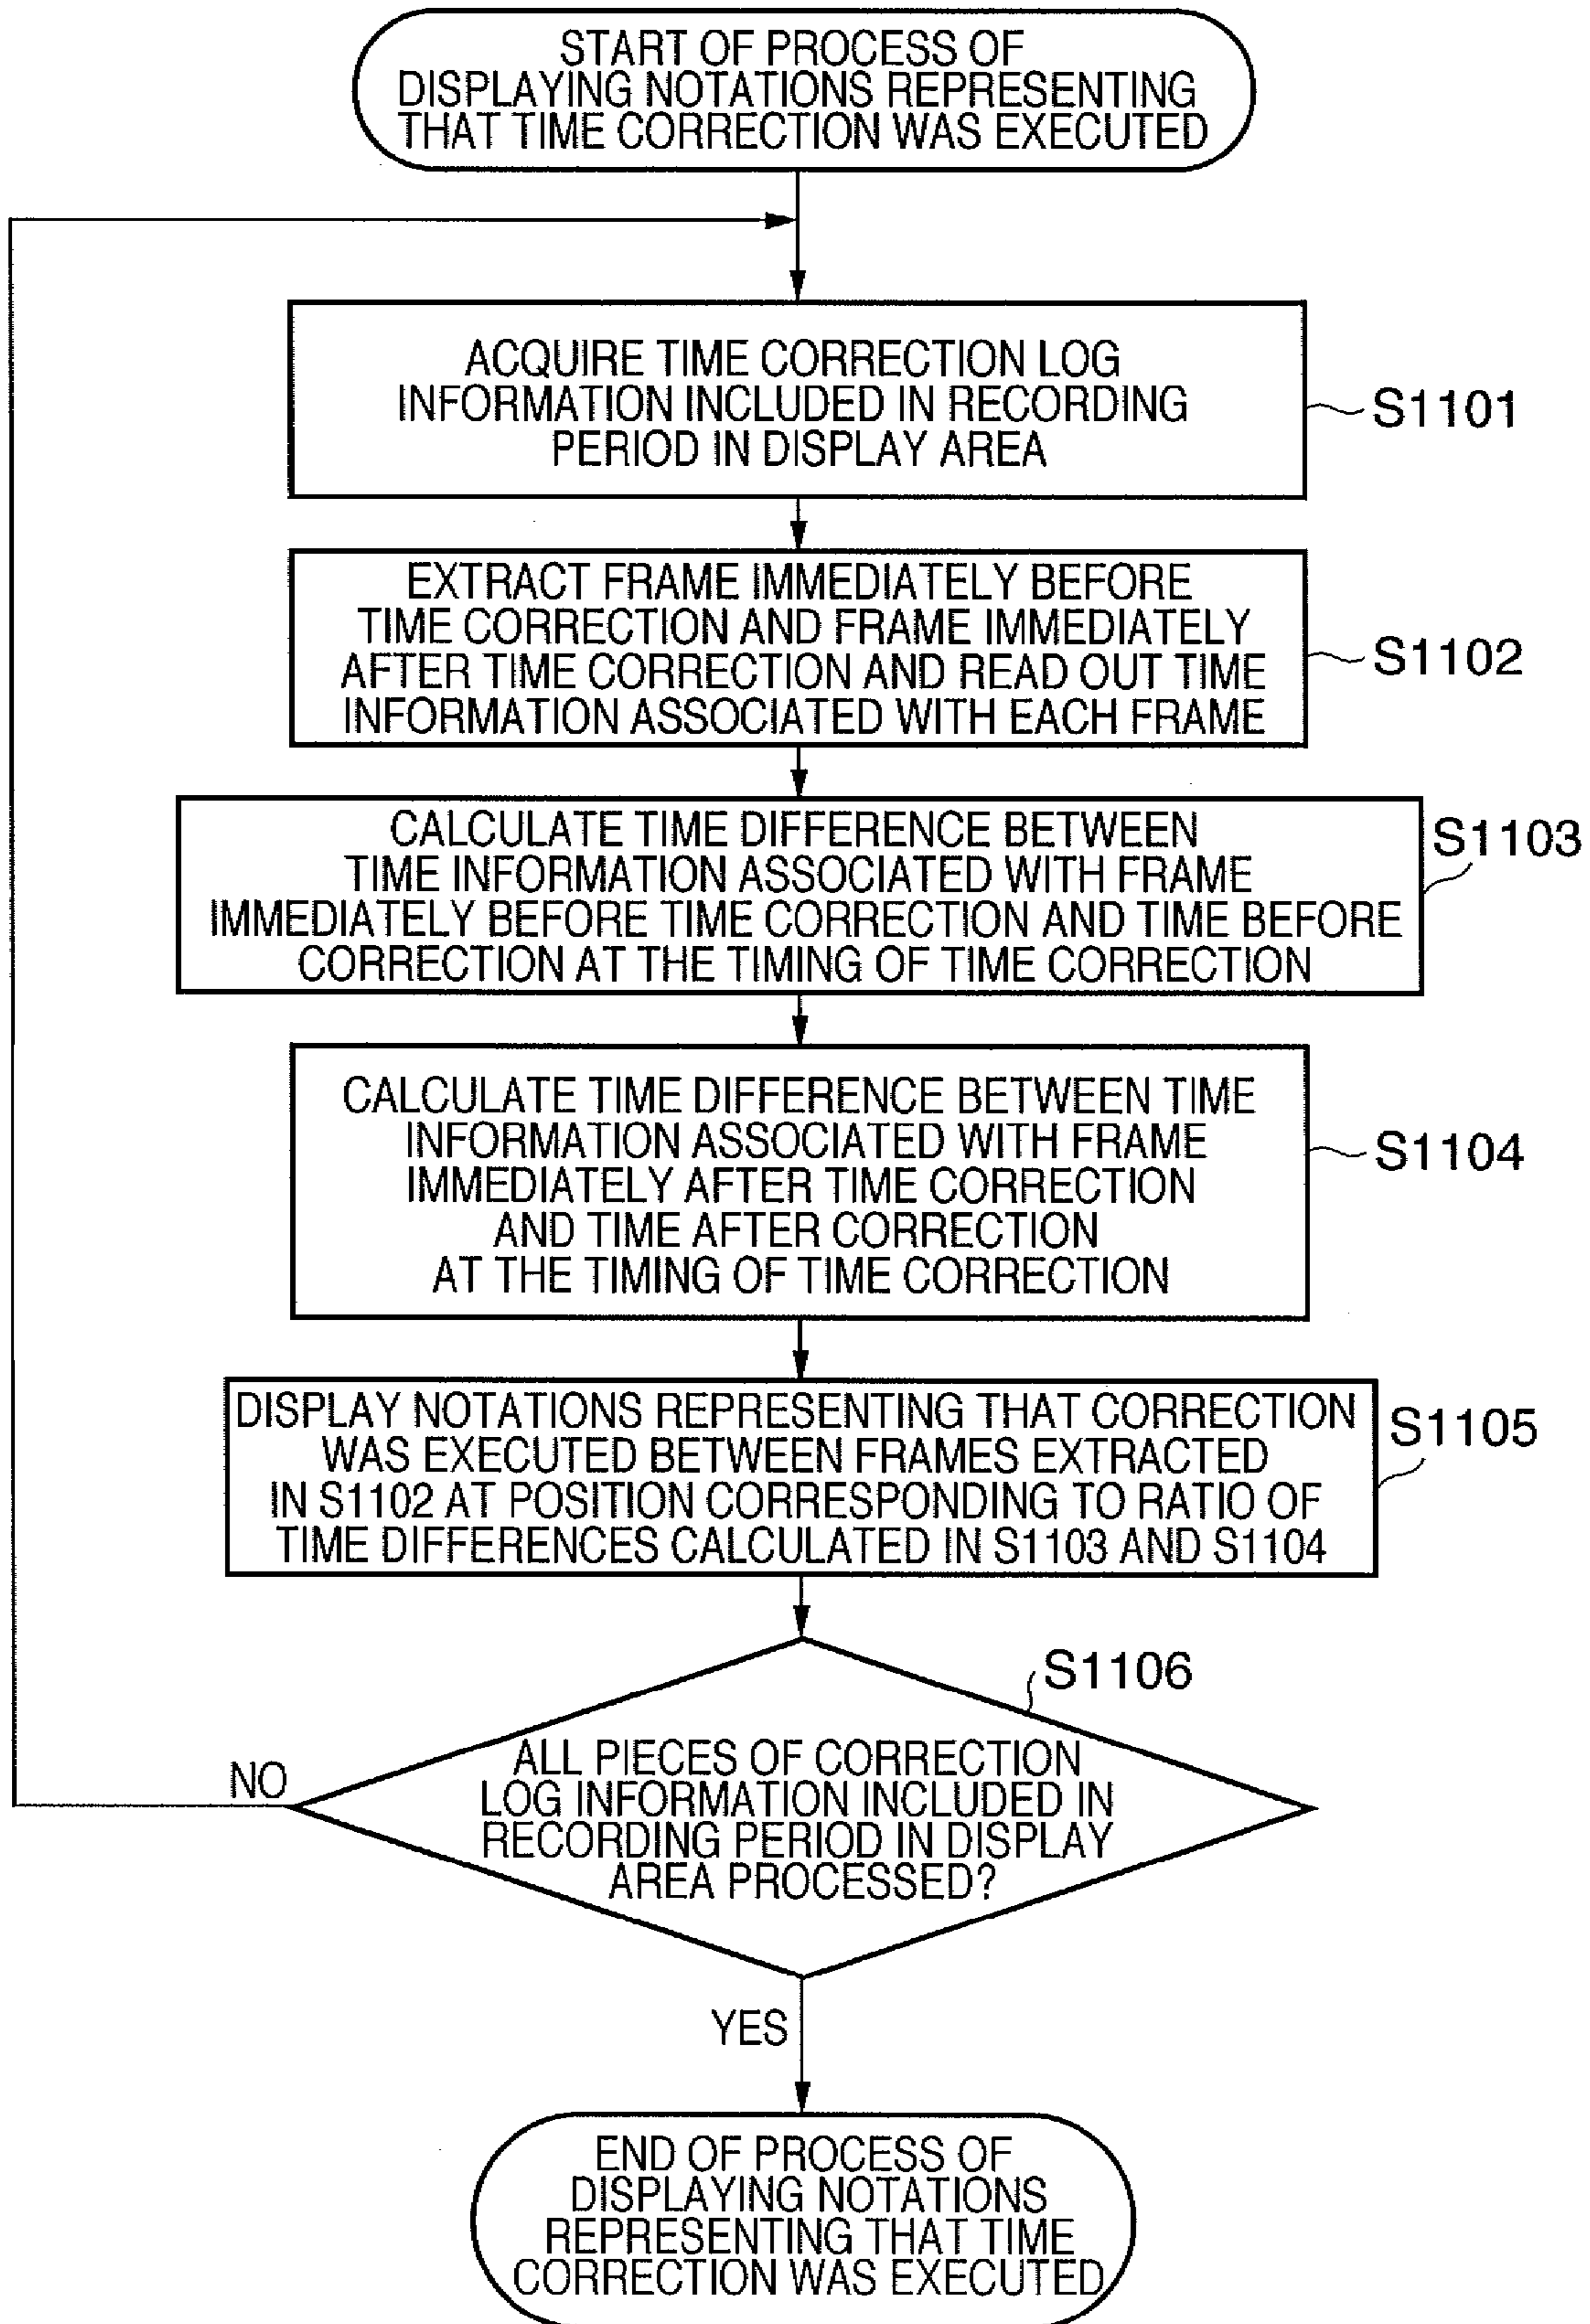 START OF PROCESS OF
DISPLAYING NOTATIONS REPRESENTING
THAT TIME CORRECTION WAS EXECUTED
ACQUIRE TIME CORRECTION LOG
INFORMATION INCLUDED IN RECORDING
PERIOD IN DISPLAY AREA
S1101
EXTRACT FRAME IMMEDIATELY BEFORE
TIME CORRECTION AND FRAME IMMEDIATELY
AFTER TIME CORRECTION AND READ OUT TIME
INFORMATION ASSOCIATED WITH EACH FRAME
S1102
CALCULATE TIME DIFFERENCE BETWEEN
TIME INFORMATION ASSOCIATED WITH FRAME
IMMEDIATELY BEFORE TIME CORRECTION AND TIME BEFORE
CORRECTION AT THE TIMING OF TIME CORRECTION
S1103
CALCULATE TIME DIFFERENCE BETWEEN TIME
INFORMATION ASSOCIATED WITH FRAME
IMMEDIATELY AFTER TIME CORRECTION
AND TIME AFTER CORRECTION
AT THE TIMING OF TIME CORRECTION
S1104
DISPLAY NOTATIONS REPRESENTING THAT CORRECTION
WAS EXECUTED BETWEEN FRAMES EXTRACTED
IN S1102 AT POSITION CORRESPONDING TO RATIO OF
TIME DIFFERENCES CALCULATED IN S1103 AND S1104
S1105
S1106
ALL PIECES OF CORRECTION
LOG INFORMATION INCLUDED IN
RECORDING PERIOD IN DISPLAY
AREA PROCESSED?
NO
YES
END OF PROCESS OF
DISPLAYING NOTATIONS
REPRESENTING THAT TIME
CORRECTION WAS EXECUTED